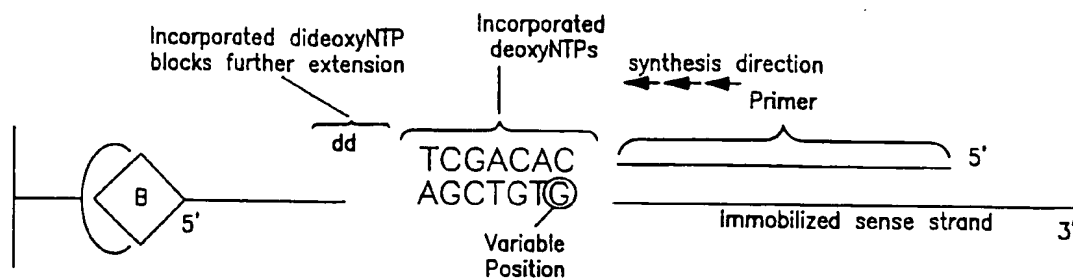 Incorporated dideoxyNTP
blocks further extension
Incorporated
deoxyNTPs
synthesis direction
Primer
dd
TCGACAC
5'
AGCTGTG
B
5'
Immobilized sense strand
3'
Variable
Position